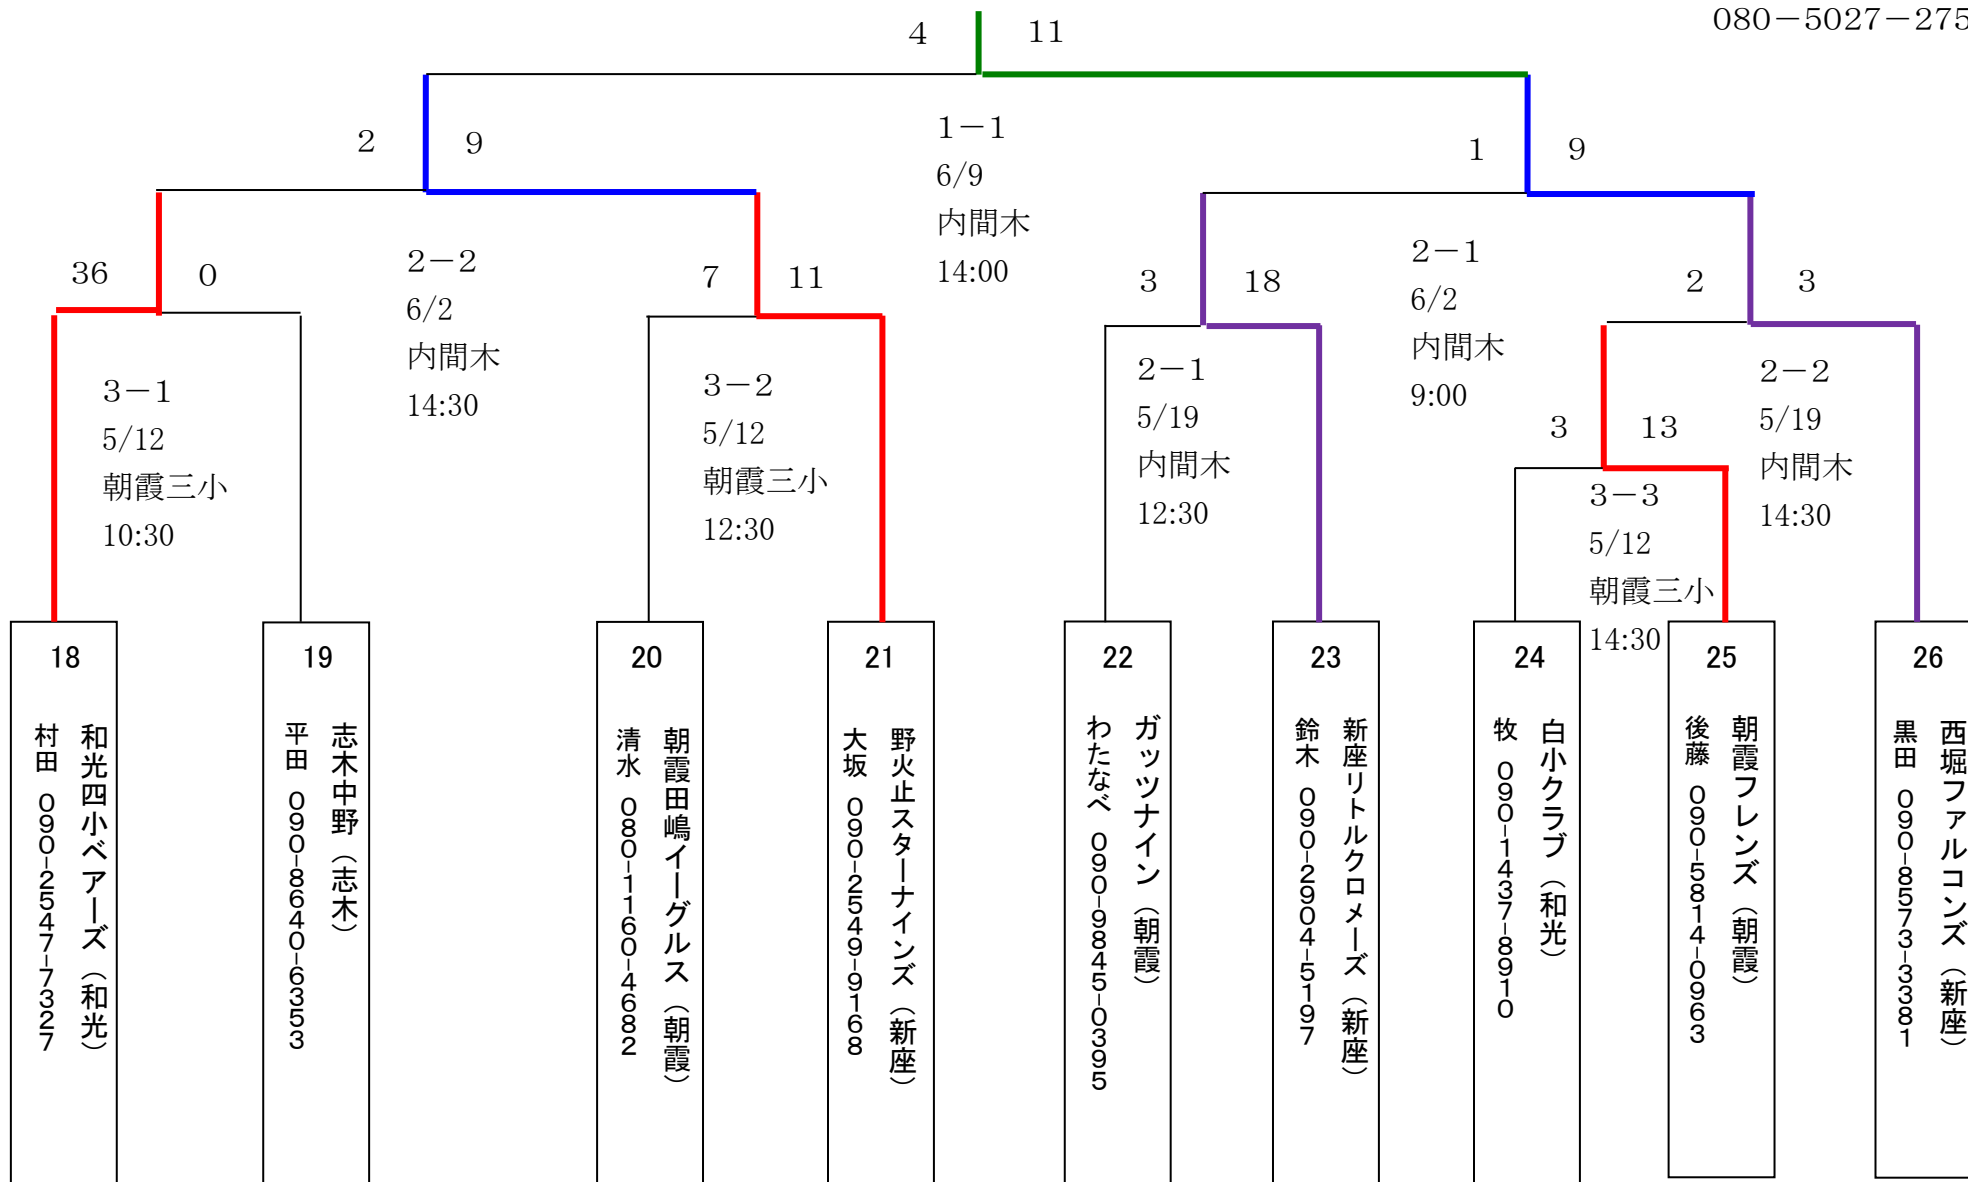 080－5027－275
4
11
2
9
1－1
6/9
内間木
14:00
1
9
36
0
2－2
6/2
内間木
14:30
7
11
3
18
2－1
6/2
内間木
9:00
2
3
3－1
5/12
朝霞三小
10:30
3－2
5/12
朝霞三小
12:30
2－1
5/19
内間木
12:30
3
13
2－2
5/19
内間木
14:30
3－3
5/12
朝霞三小
14:30
18
和光四小ベアーズ（和光）
村田　090-2547-7327
19
志木中野（志木）
平田　090-8640-6353
20
朝霞田嶋イーグルス（朝霞）
清水　080-1160-4682
21
野火止スターナインズ（新座）
大坂　090-2549-9168
22
ガッツナイン（朝霞）
わたなべ　090-9845-0395
23
新座リトルクロメーズ（新座）
鈴木　090-2904-5197
24
白小クラブ（和光）
牧　090-1437-8910
25
朝霞フレンズ（朝霞）
後藤　090-5814-0963
26
西堀ファルコンズ（新座）
黒田　090-8573-3381